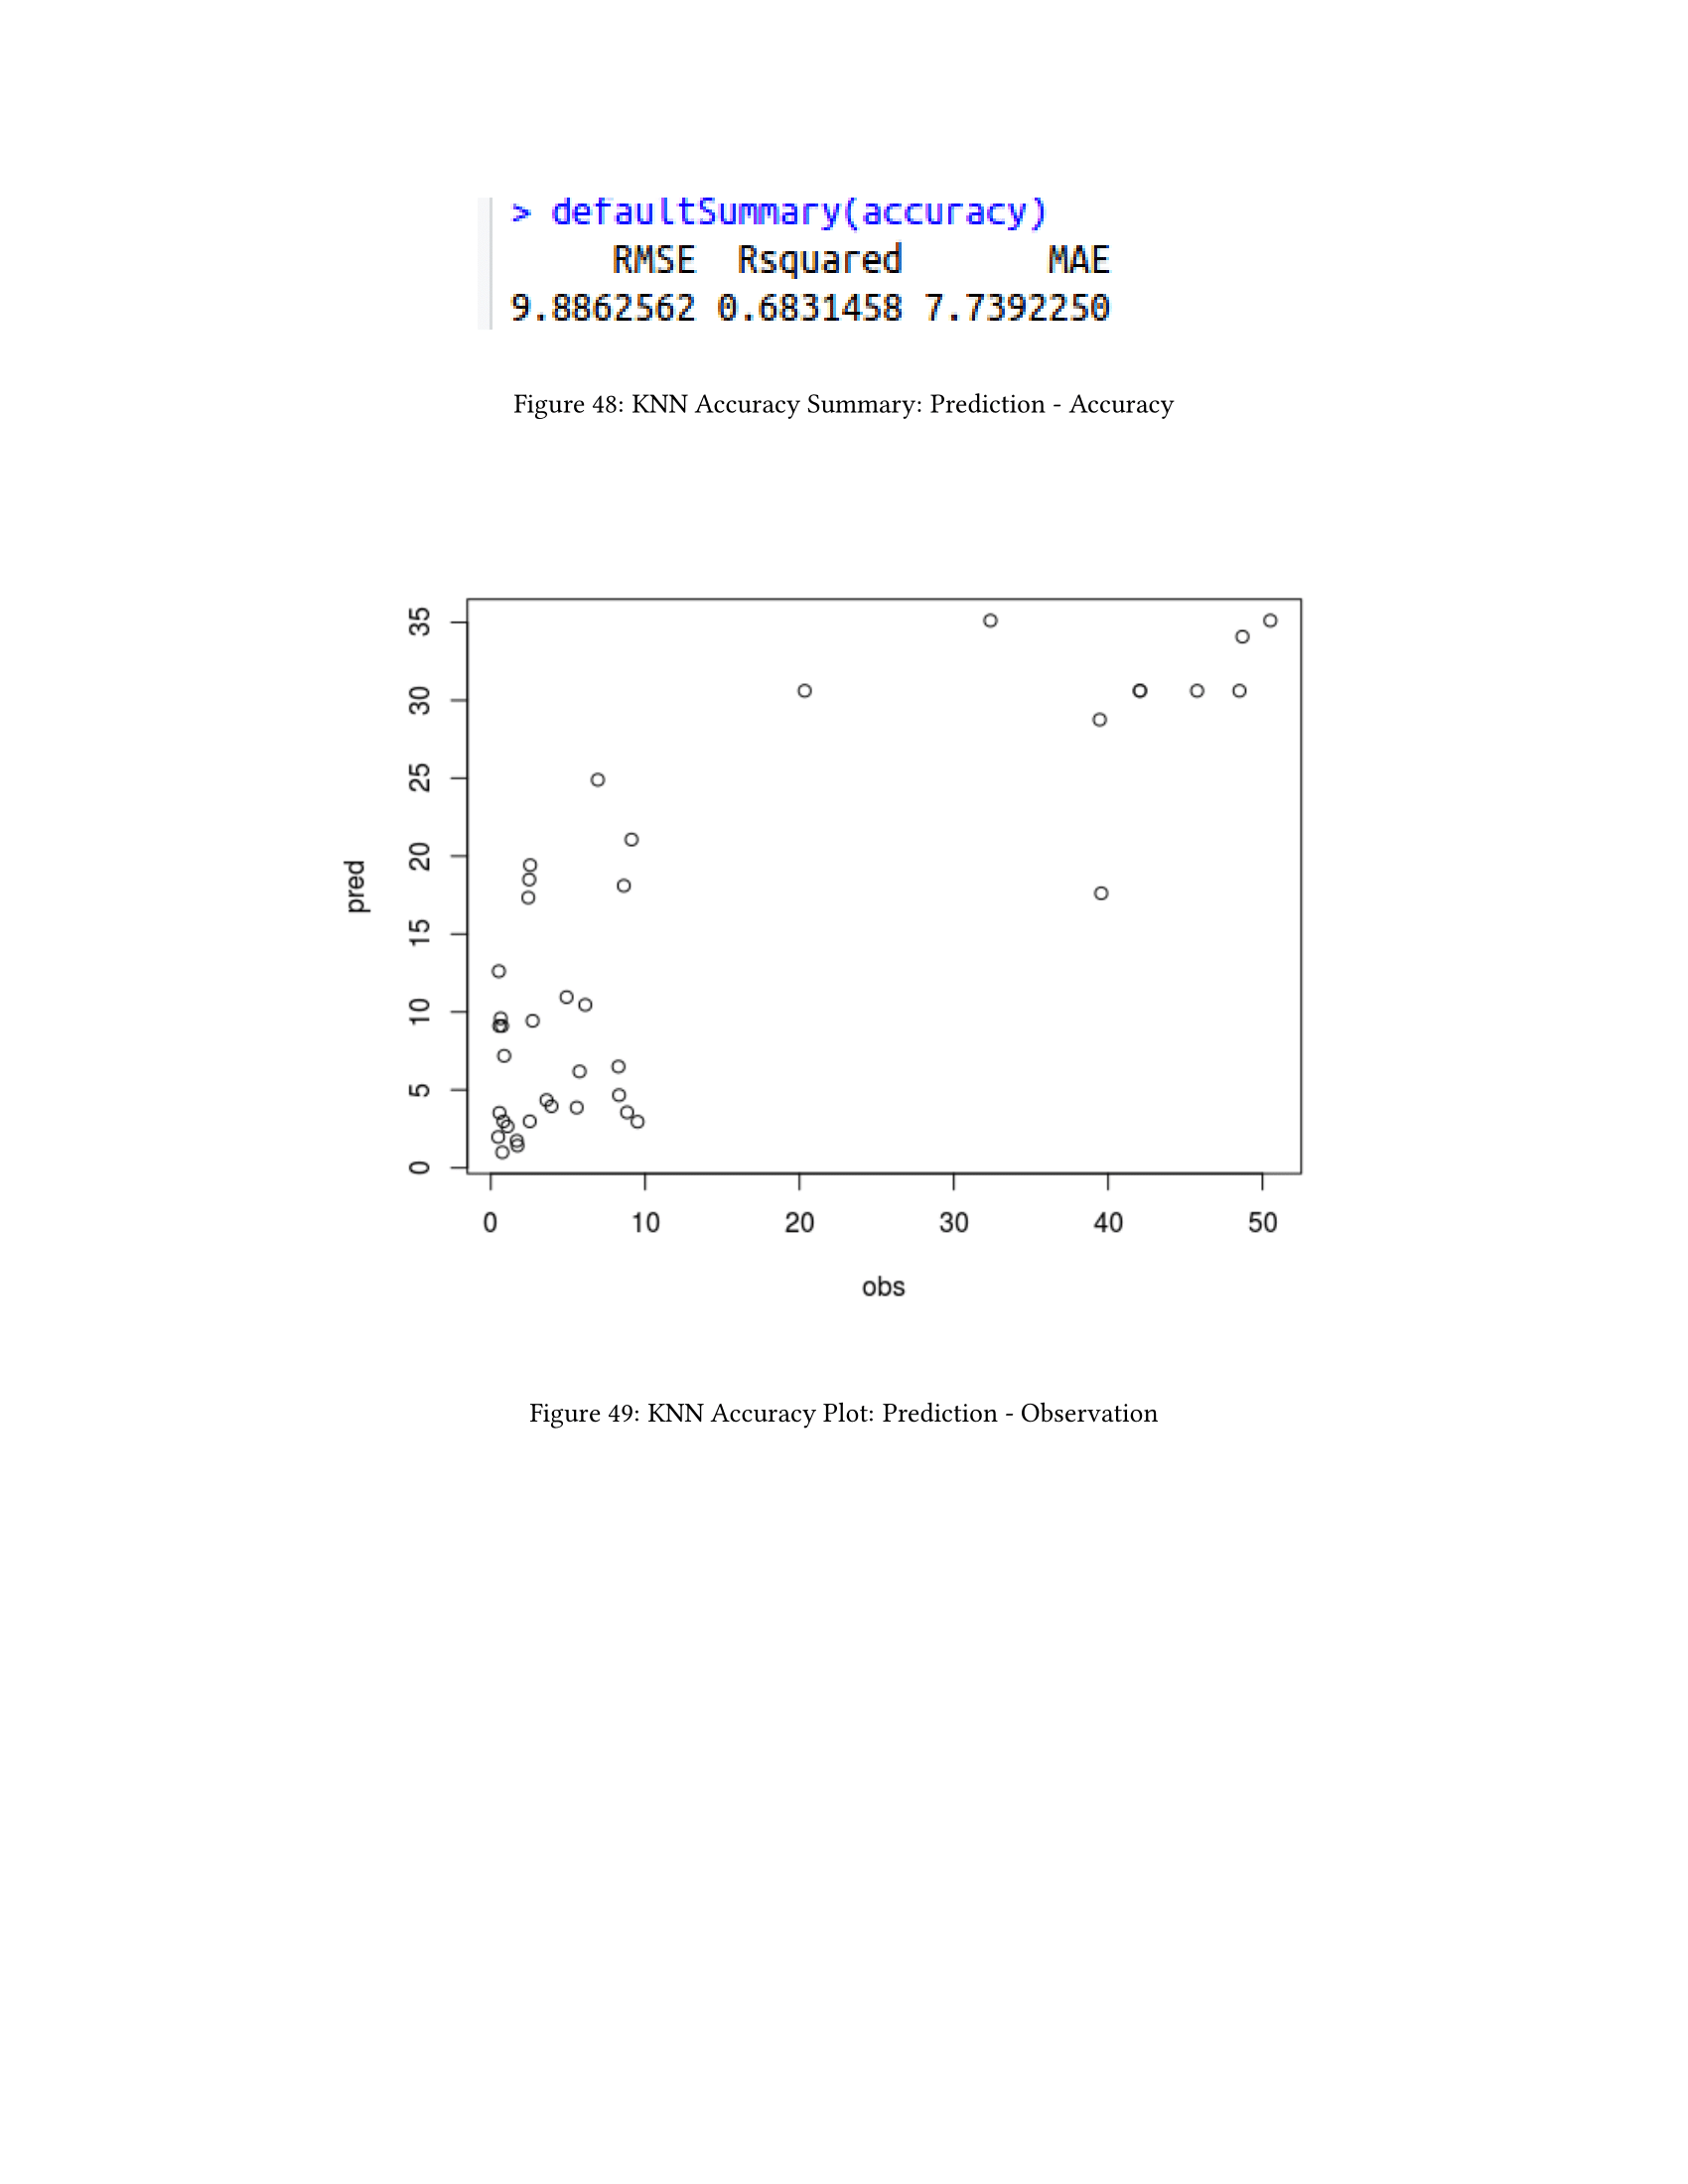 > defaultSummary(accuracy)
RMSE Rsquared MAE
9.8862562 0.6831458 7.7392250
Figure 48: KNN Accuracy Summary: Prediction - Accuracy
35
30
25
20
15
10
5
0
pred
0 10 20 30 40 50
obs
Figure 49: KNN Accuracy Plot: Prediction - Observation